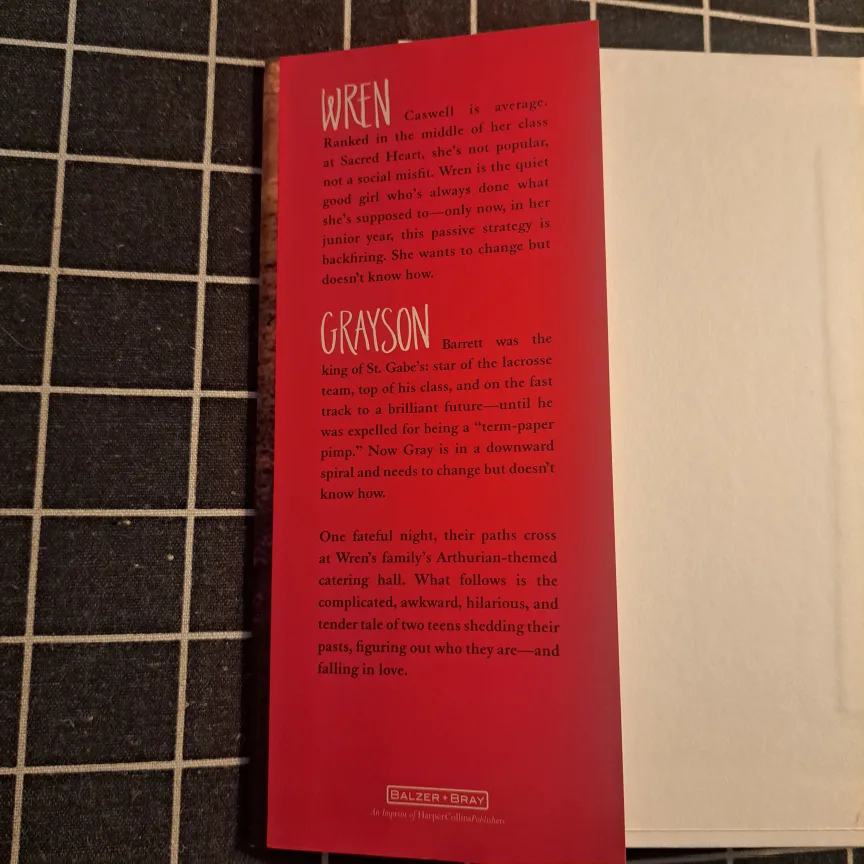 WREN Caswell is average.
Ranked in the middle of her class
at Sacred Heart, she's not popular,
not a social misfit. Wren is the quiet
good girl who's always done what
she's supposed to—only now, in her
junior year, this passive strategy is
backfiring. She wants to change but
doesn't know how.
GRAYSON Barrett was the
king of St. Gabe's: star of the lacrosse
team, top of his class, and on the fast
track to a brilliant future—until he
was expelled for being a “term-paper
pimp.” Now Gray is in a downward
spiral and needs to change but doesn't
know how.
One fateful night, their paths cross
at Wren's family's Arthurian-themed
catering hall. What follows is the
complicated, awkward, hilarious, and
tender tale of two teens shedding their
pasts, figuring out who they are—and
falling in love.
BALZER + BRAY
An Imprint of HarperCollinsPublishers